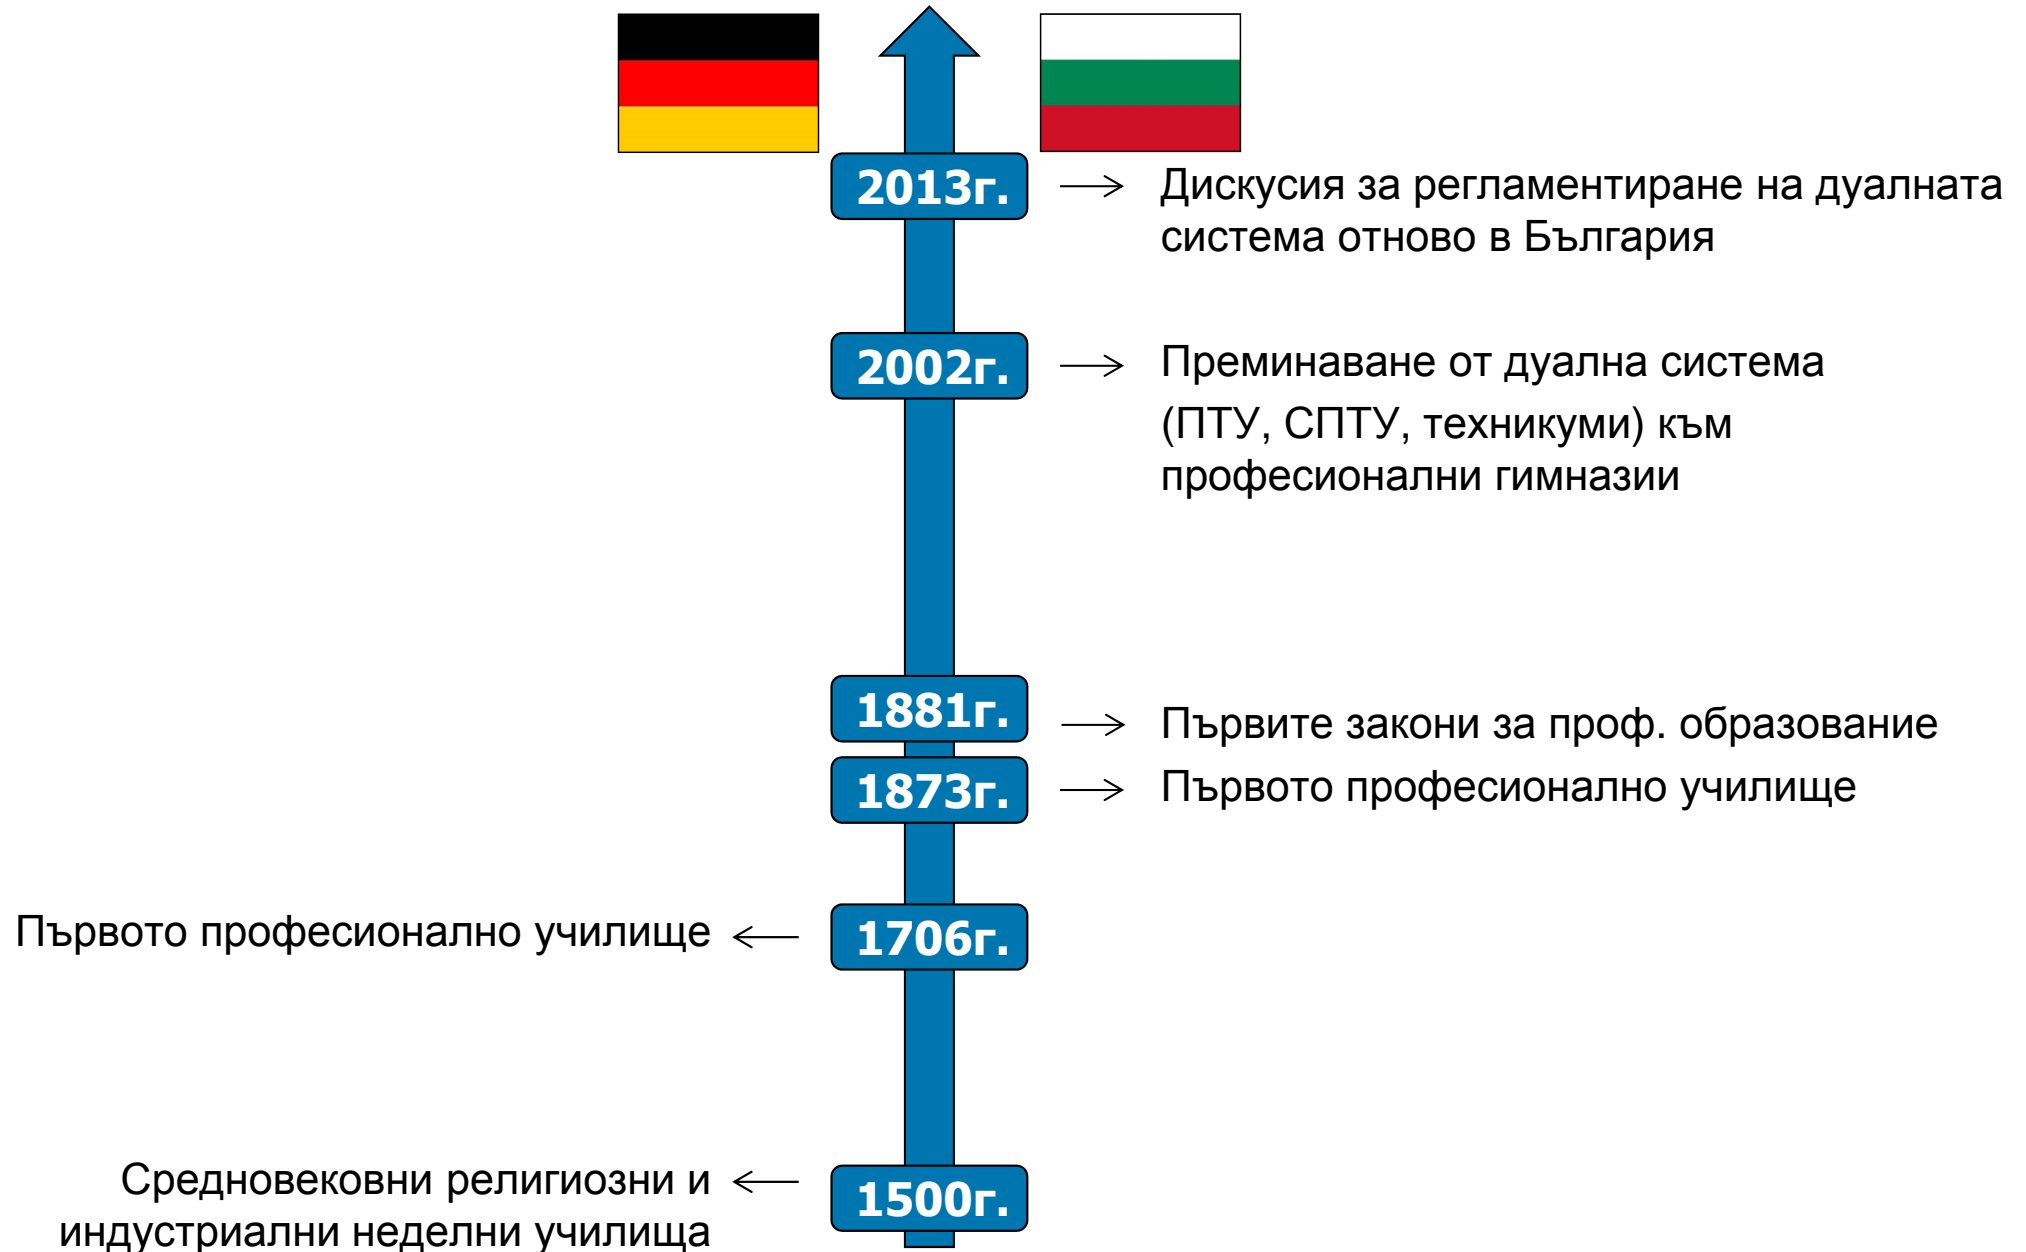 2013г.
Дискусия за регламентиране на дуалната
система отново в България
2002г.
Преминаване от дуална система
(ПТУ, СПТУ, техникуми) към
професионални гимназии
1881г.
Първите закони за проф. образование
1873г.
Първото професионално училище
Първото професионално училище
1706г.
Средновековни религиозни и
индустриални неделни училища
1500г.